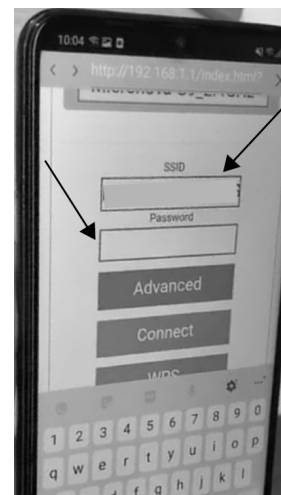 10:04
http://192.168.1.1/index.html?
SSID
Password
Advanced
Connect
WPS
1 2 3 4 5 6 7 8 9 0
q w e r t y u i o p
d f g h j k l